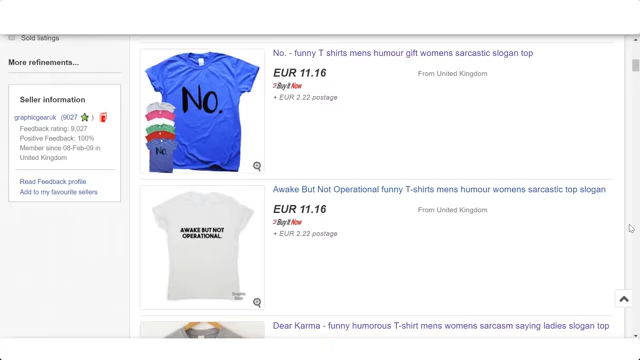 Sold listings
More refinements...
Seller information
graphicgearuk (9027 )
Feedback rating: 9,027
Positive Feedback: 100%
Member since 08-Feb-09 in
United Kingdom
Read Feedback profile
Add to my favourite sellers
No. - funny T shirts mens humour gift womens sarcastic slogan top
EUR 11.16
Buy It Now
+ EUR 2.22 postage
From United Kingdom
No.
No.
Awake But Not Operational funny T-shirts mens humour womens sarcastic top slogan
EUR 11.16
Buy It Now
+ EUR 2.22 postage
From United Kingdom
AWAKE BUT NOT
OPERATIONAL.
Dear Karma - funny humorous T-shirt mens womens sarcasm saying ladies slogan top